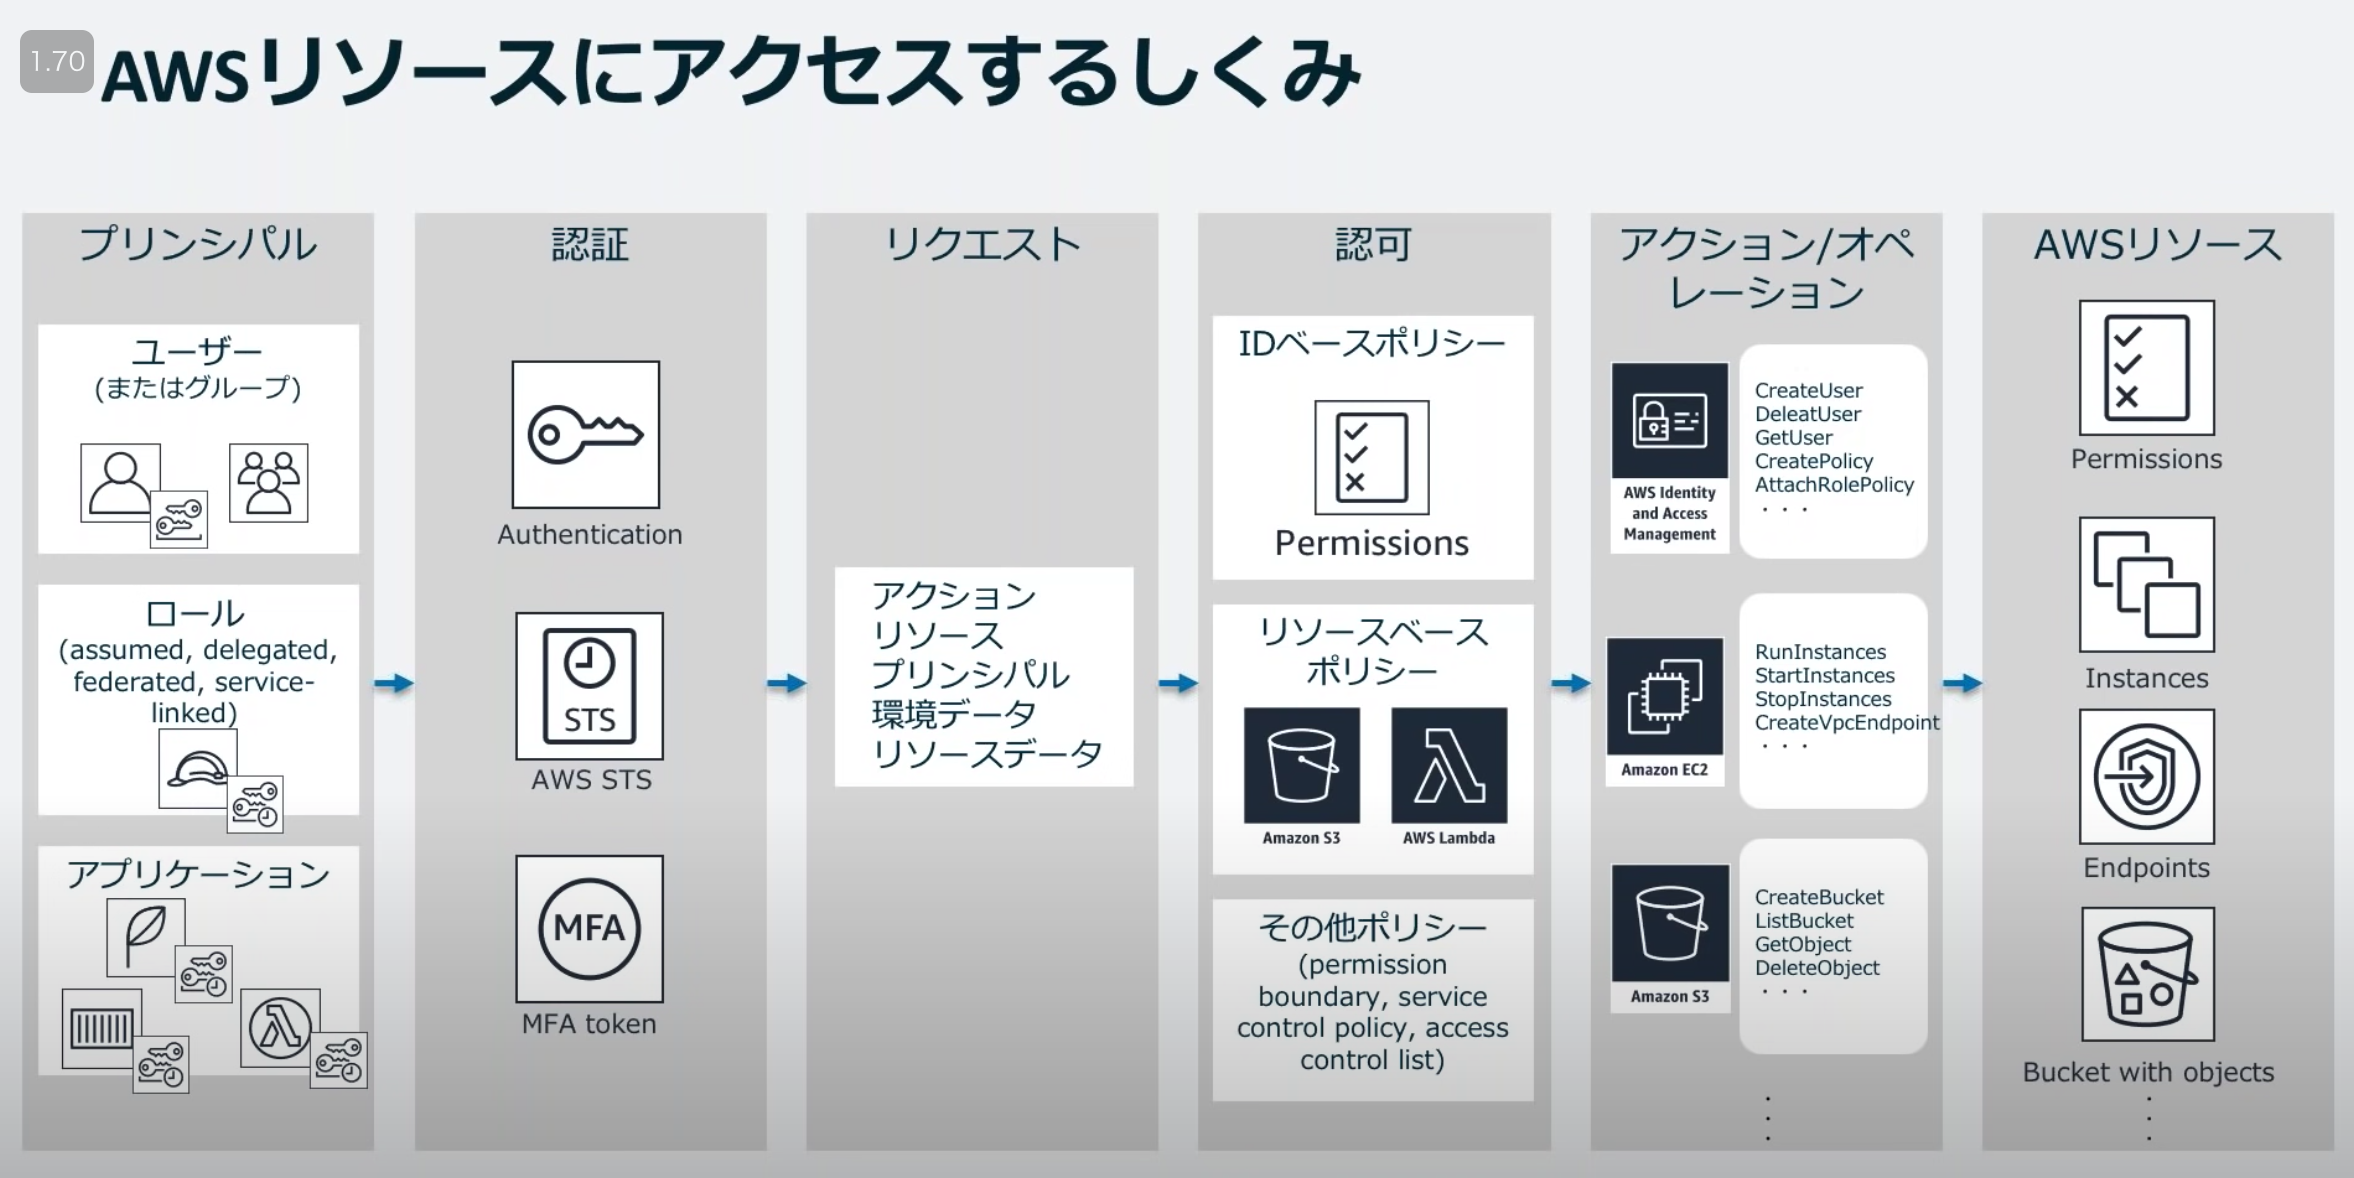 1.70
AWSリソースにアクセスするしくみ
プリンシパル
ユーザー
(またはグループ)
ロール
(assumed, delegated,
federated, service-
linked)
アプリケーション
認証
Authentication
STS
AWS STS
MFA
MFA token
リクエスト
アクション
リソース
プリンシパル
環境データ
リソースデータ
認可
IDベースポリシー
Permissions
リソースベース
ポリシー
Amazon S3
AWS Lambda
その他ポリシー
(permission
boundary, service
control policy, access
control list)
アクション/オペ
レーション
AWS Identity
and Access
Management
CreateUser
DeleatUser
GetUser
CreatePolicy
AttachRolePolicy
・・・
Amazon EC2
RunInstances
StartInstances
StopInstances
CreateVpcEndpoint
・・・
Amazon S3
CreateBucket
ListBucket
GetObject
DeleteObject
・・・
AWSリソース
Permissions
Instances
Endpoints
Bucket with objects